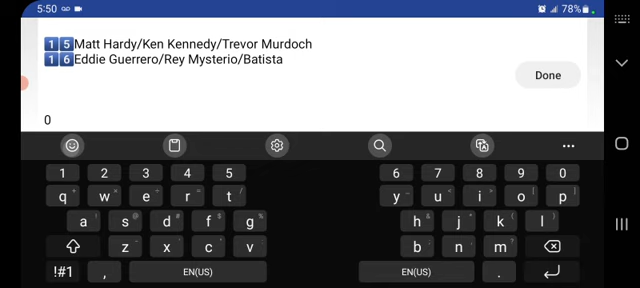 5:50 78%
1 5 Matt Hardy/Ken Kennedy/Trevor Murdoch
1 6 Eddie Guerrero/Rey Mysterio/Batista
Done
0
1 2 3 4 5 6 7 8 9 0
q w e r t y u i o p
a s d f g h j k l
z x c v b n m
!#1 , EN(US) EN(US) .